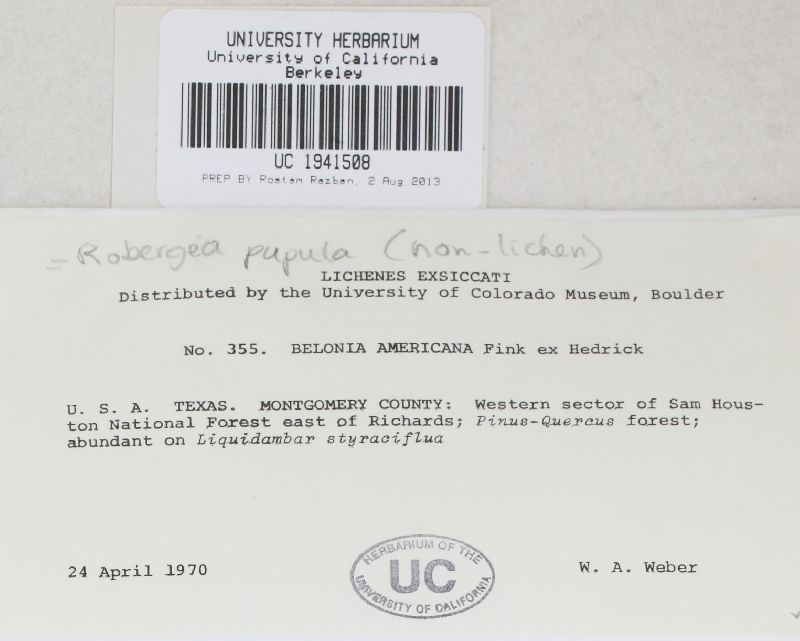 UNIVERSITY HERBARIUM
University of California
Berkeley
UC 1941508
PREP BY Rostam Razban, 2 Aug 2013
= Robergea pupula (non-lichen)
LICHENES EXSICCATI
Distributed by the University of Colorado Museum, Boulder
No. 355. BELONIA AMERICANA Fink ex Hedrick
U. S. A. TEXAS. MONTGOMERY COUNTY: Western sector of Sam Hous-
ton National Forest east of Richards; Pinus-Quercus forest;
abundant on Liquidambar styraciflua
24 April 1970
HERBARIUM OF THE
UC
UNIVERSITY OF CALIFORNIA
W. A. Weber